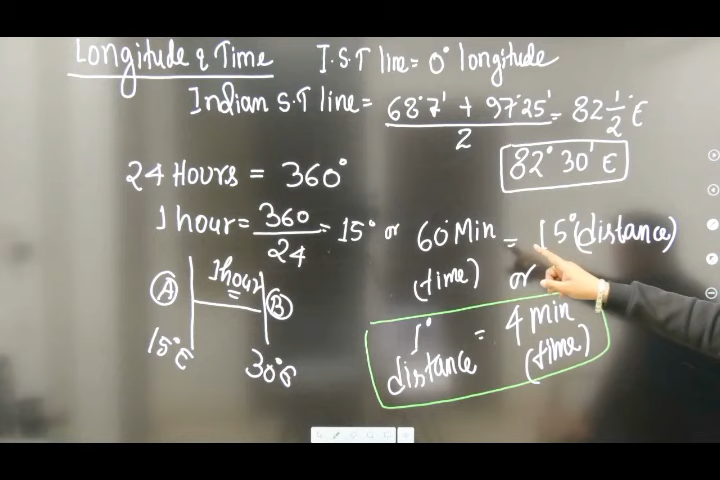 Longitude & Time I.S.T line = 0° longitude
Indian S.T line = 68°7' + 97°25' / 2 = 82 1/2° E
82° 30' E
24 Hours = 360°
1 hour = 360 / 24 = 15° or 60 Min = 15° (distance)
(time) or
1 hour
A B
15°E 30°E
1° = 4 min
distance (time)